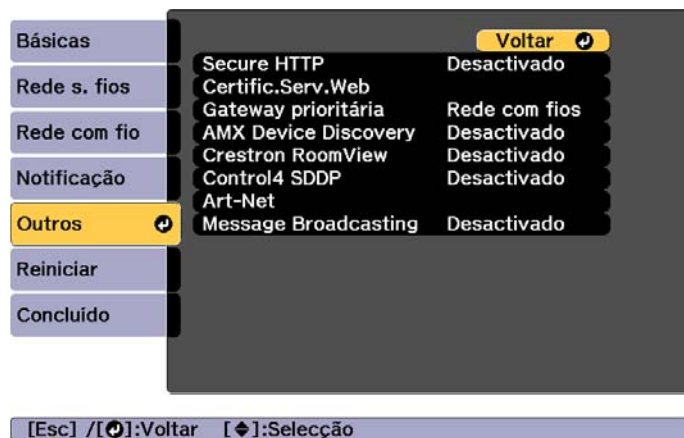 Básicas
Rede s. fios
Rede com fio
Notificação
Outros
Reiniciar
Concluído
Voltar
Secure HTTP Desactivado
Certific.Serv.Web
Gateway prioritária Rede com fios
AMX Device Discovery Desactivado
Crestron RoomView Desactivado
Control4 SDDP Desactivado
Art-Net
Message Broadcasting Desactivado
[Esc] /[]:Voltar []:Selecção